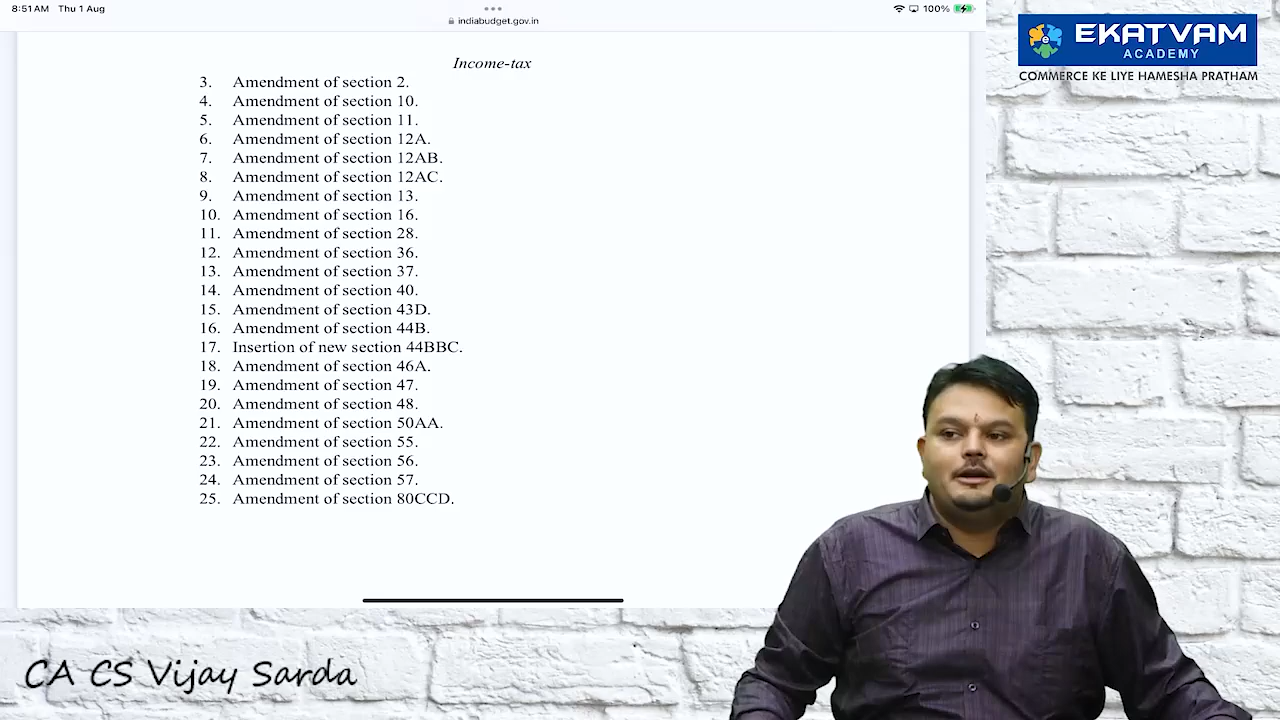 8:51 AM Thu 1 Aug
100%
indiabudget.gov.in
EKATVAM
ACADEMY
COMMERCE KE LIYE HAMESHA PRATHAM
Income-tax
3. Amendment of section 2.
4. Amendment of section 10.
5. Amendment of section 11.
6. Amendment of section 12A.
7. Amendment of section 12AB.
8. Amendment of section 12AC.
9. Amendment of section 13.
10. Amendment of section 16.
11. Amendment of section 28.
12. Amendment of section 36.
13. Amendment of section 37.
14. Amendment of section 40.
15. Amendment of section 43D.
16. Amendment of section 44B.
17. Insertion of new section 44BBC.
18. Amendment of section 46A.
19. Amendment of section 47.
20. Amendment of section 48.
21. Amendment of section 50AA.
22. Amendment of section 55.
23. Amendment of section 56.
24. Amendment of section 57.
25. Amendment of section 80CCD.
CA CS Vijay Sarda